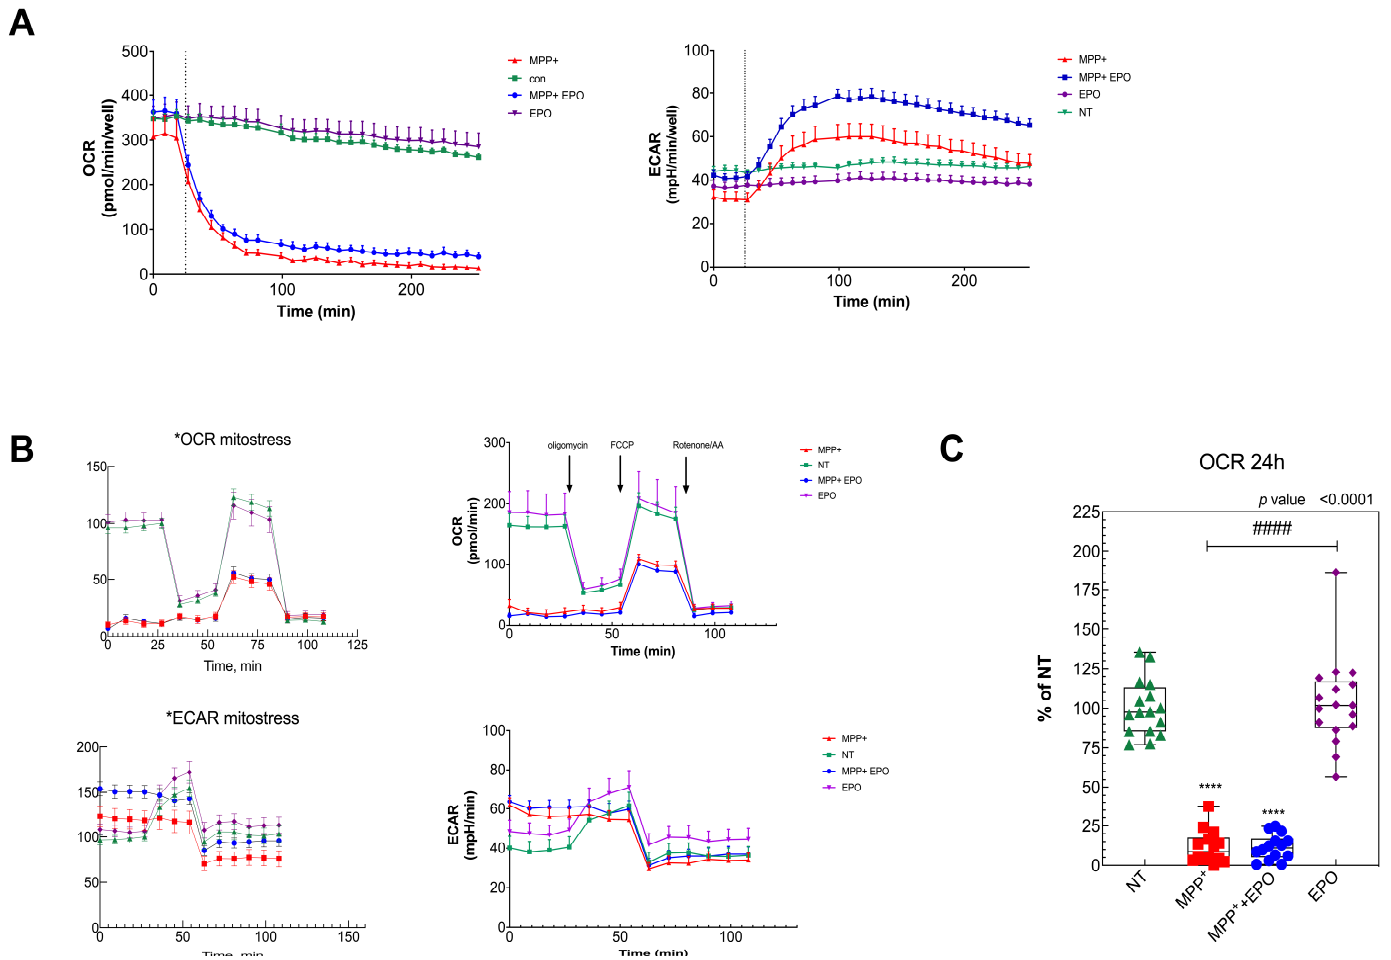 A
500
400
300
200
100
0
OCR
(pmol/min/well)
0
100
200
Time (min)
MPP+
con
MPP+ EPO
EPO
100
80
60
40
20
0
ECAR
(mpH/min/well)
0
100
200
Time (min)
MPP+
MPP+ EPO
EPO
NT
B
*OCR mitostress
150
100
50
0
0
25
50
75
100
125
Time, min
oligomycin
FCCP
Rotenone/AA
300
200
100
0
OCR
(pmol/min)
0
50
100
Time (min)
MPP+
NT
MPP+ EPO
EPO
*ECAR mitostress
200
150
100
50
0
0
50
100
150
Time, min
100
80
60
40
20
0
ECAR
(mpH/min)
0
50
100
Time (min)
MPP+
NT
MPP+ EPO
EPO
C
OCR 24h
p value <0.0001
####
225
200
175
150
125
100
75
50
25
0
% of NT
****
****
NT
MPP+
MPP++EPO
EPO